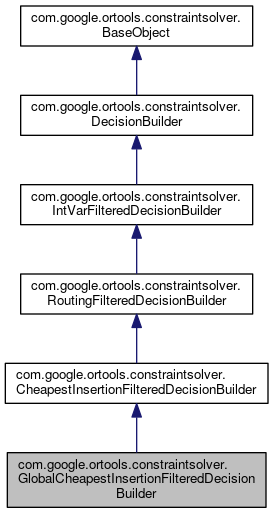 com.google.ortools.constraintsolver.
BaseObject
com.google.ortools.constraintsolver.
DecisionBuilder
com.google.ortools.constraintsolver.
IntVarFilteredDecisionBuilder
com.google.ortools.constraintsolver.
RoutingFilteredDecisionBuilder
com.google.ortools.constraintsolver.
CheapestInsertionFilteredDecisionBuilder
com.google.ortools.constraintsolver.
GlobalCheapestInsertionFilteredDecision
Builder